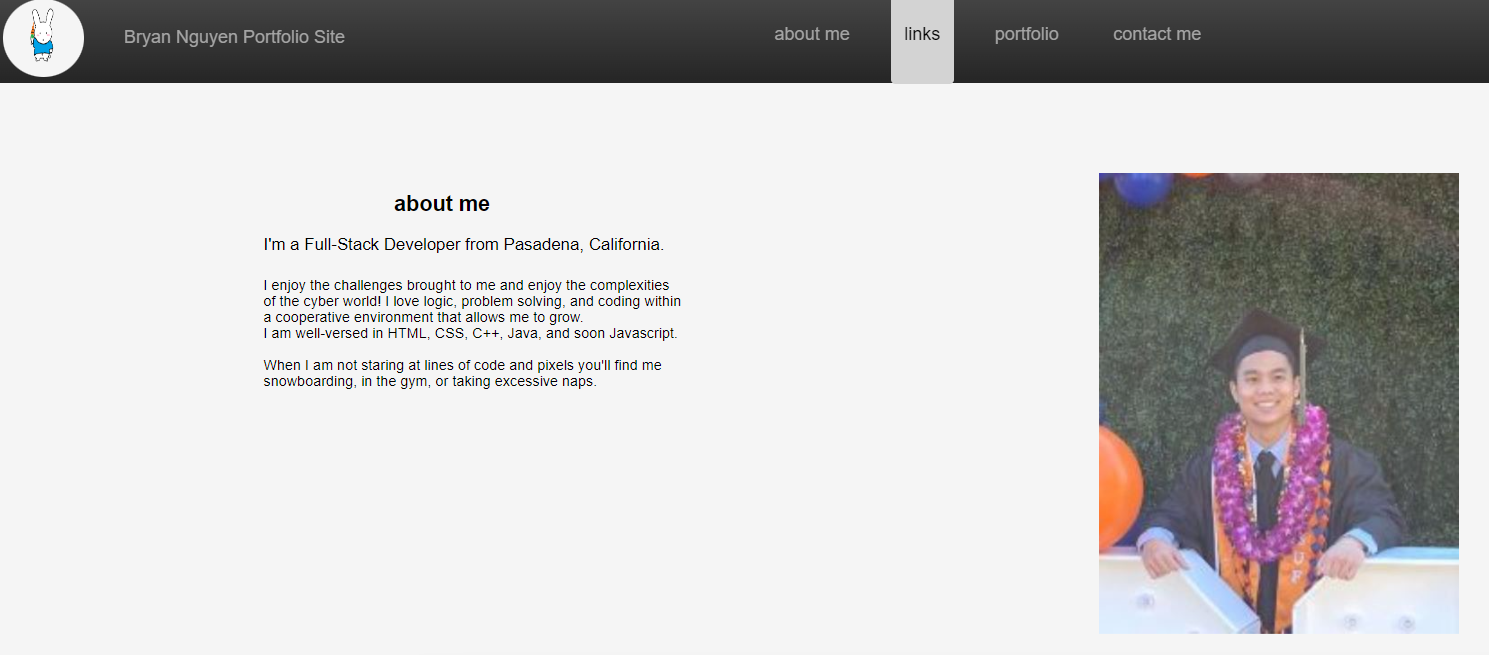 Bryan Nguyen Portfolio Site
about me
links
portfolio
contact me
about me
I'm a Full-Stack Developer from Pasadena, California.
I enjoy the challenges brought to me and enjoy the complexities
of the cyber world! I love logic, problem solving, and coding within
a cooperative environment that allows me to grow.
I am well-versed in HTML, CSS, C++, Java, and soon Javascript.
When I am not staring at lines of code and pixels you'll find me
snowboarding, in the gym, or taking excessive naps.